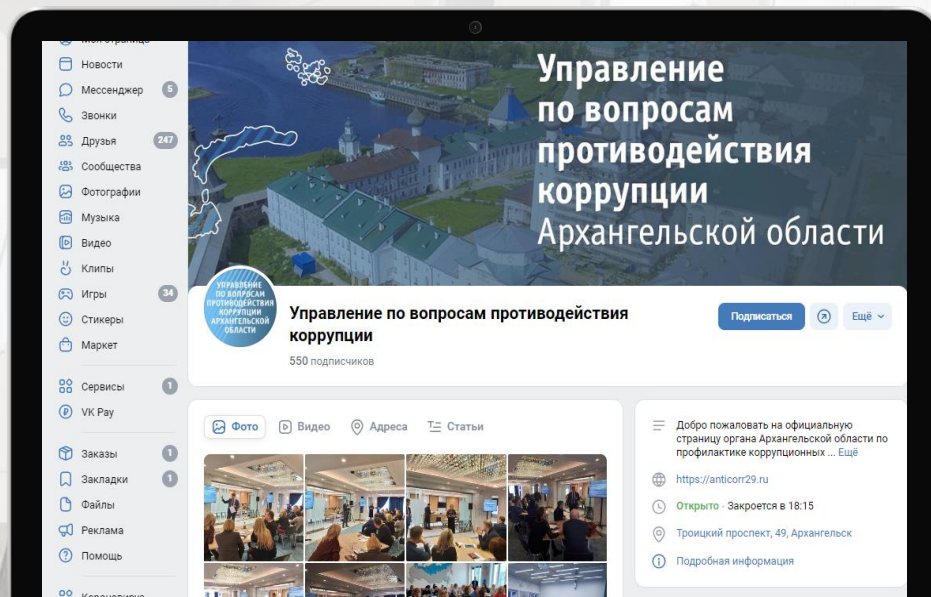 Моя страница
Новости
Мессенджер 5
Звонки
Друзья 247
Сообщества
Фотографии
Музыка
Видео
Клипы
Игры 34
Стикеры
Маркет
Сервисы 1
VK Pay
Заказы 1
Закладки 1
Файлы
Реклама
Помощь
Коронавирус
Управление
по вопросам
противодействия
коррупции
Архангельской области
УПРАВЛЕНИЕ
ПО ВОПРОСАМ
ПРОТИВОДЕЙСТВИЯ
КОРРУПЦИИ
АРХАНГЕЛЬСКОЙ
ОБЛАСТИ
Управление по вопросам противодействия
коррупции
550 подписчиков
Подписаться
Ещё
Фото Видео Адреса Статьи
Добро пожаловать на официальную
страницу органа Архангельской области по
профилактике коррупционных ... Ещё
https://anticorr29.ru
Открыто · Закроется в 18:15
Троицкий проспект, 49, Архангельск
Подробная информация